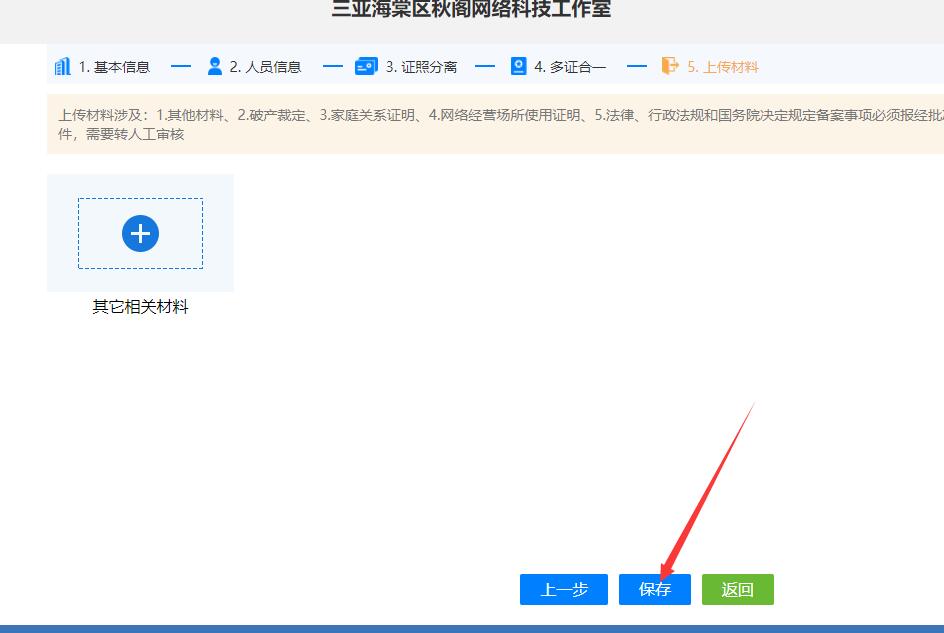 三亚海棠区秋阁网络科技工作室
1. 基本信息 2. 人员信息 3. 证照分离 4. 多证合一 5. 上传材料
上传材料涉及：1.其他材料、2.破产裁定、3.家庭关系证明、4.网络经营场所使用证明、5.法律、行政法规和国务院决定规定备案事项必须报经批
件，需要转人工审核
其它相关材料
上一步 保存 返回